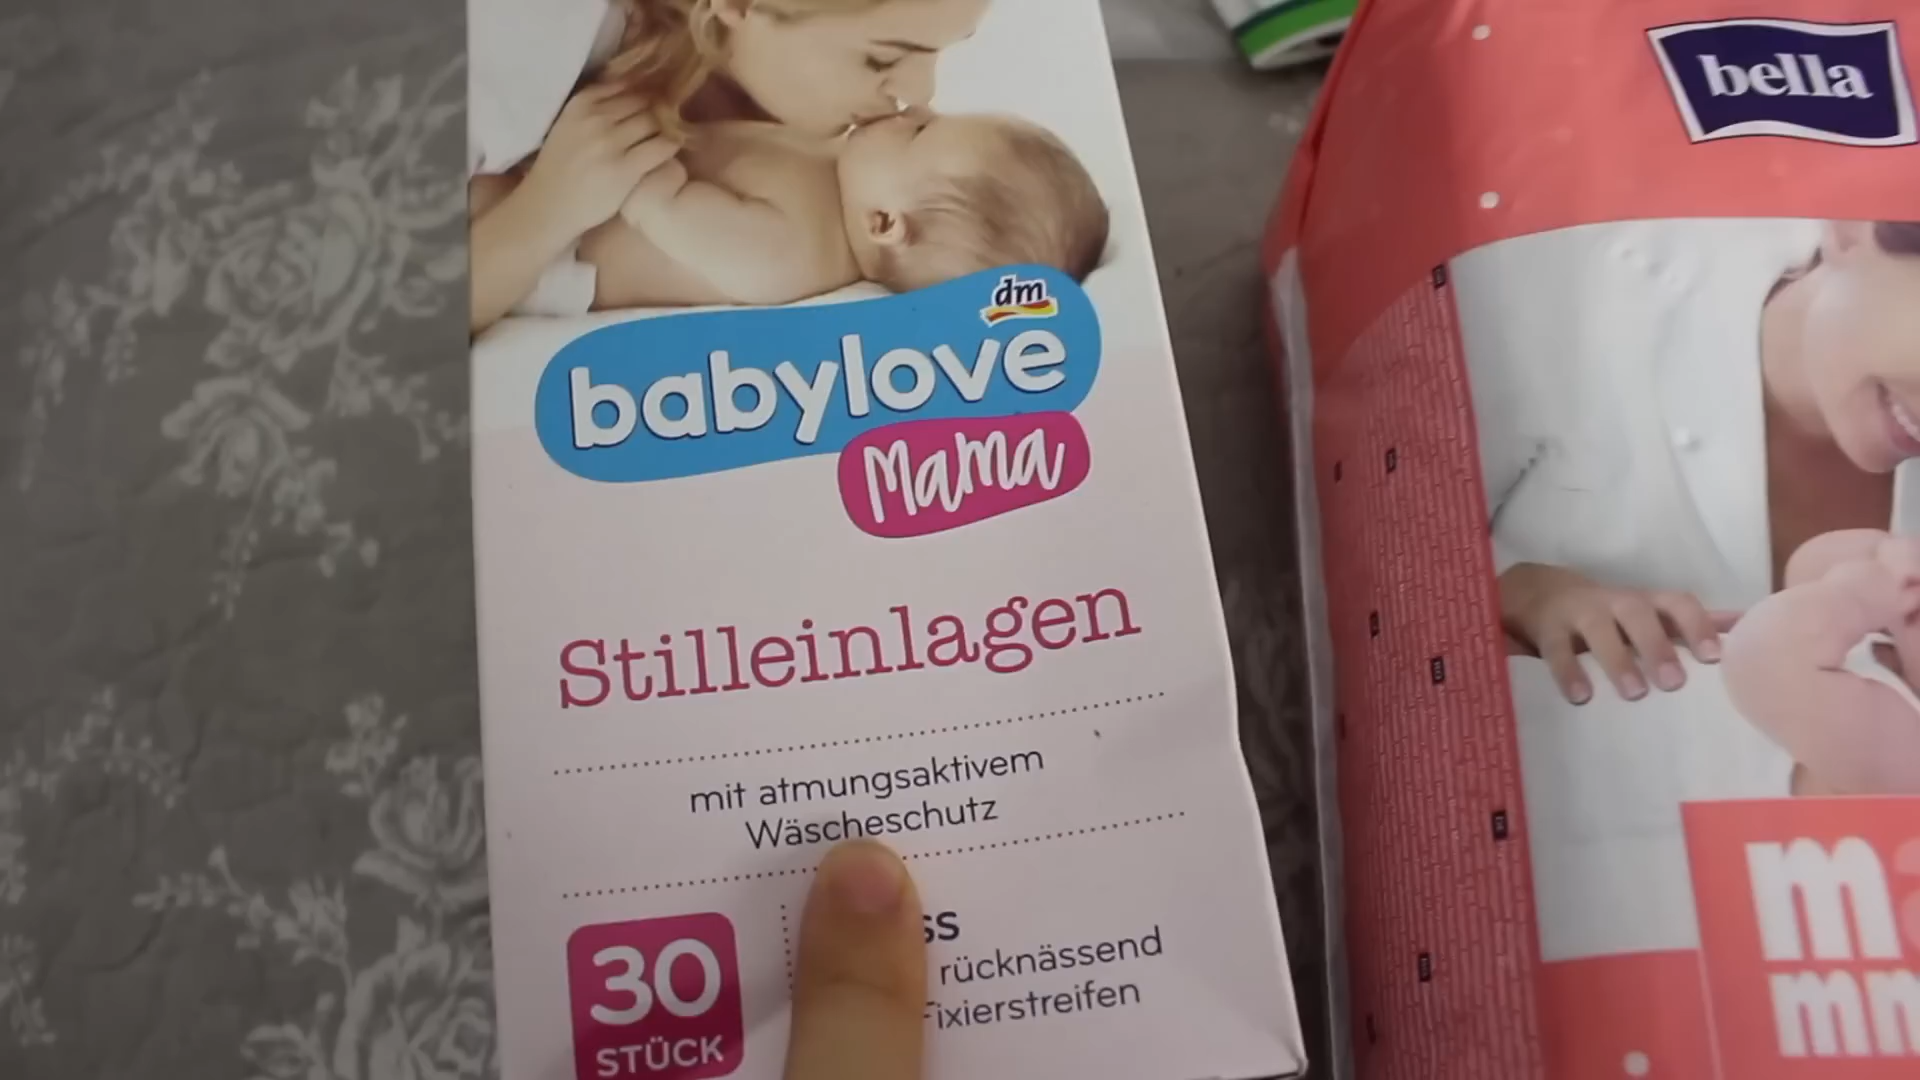 dm
babylove
Mama
Stilleinlagen
mit atmungsaktivem
Wäscheschutz
30
STÜCK
rücknässend
Fixierstreifen
bella